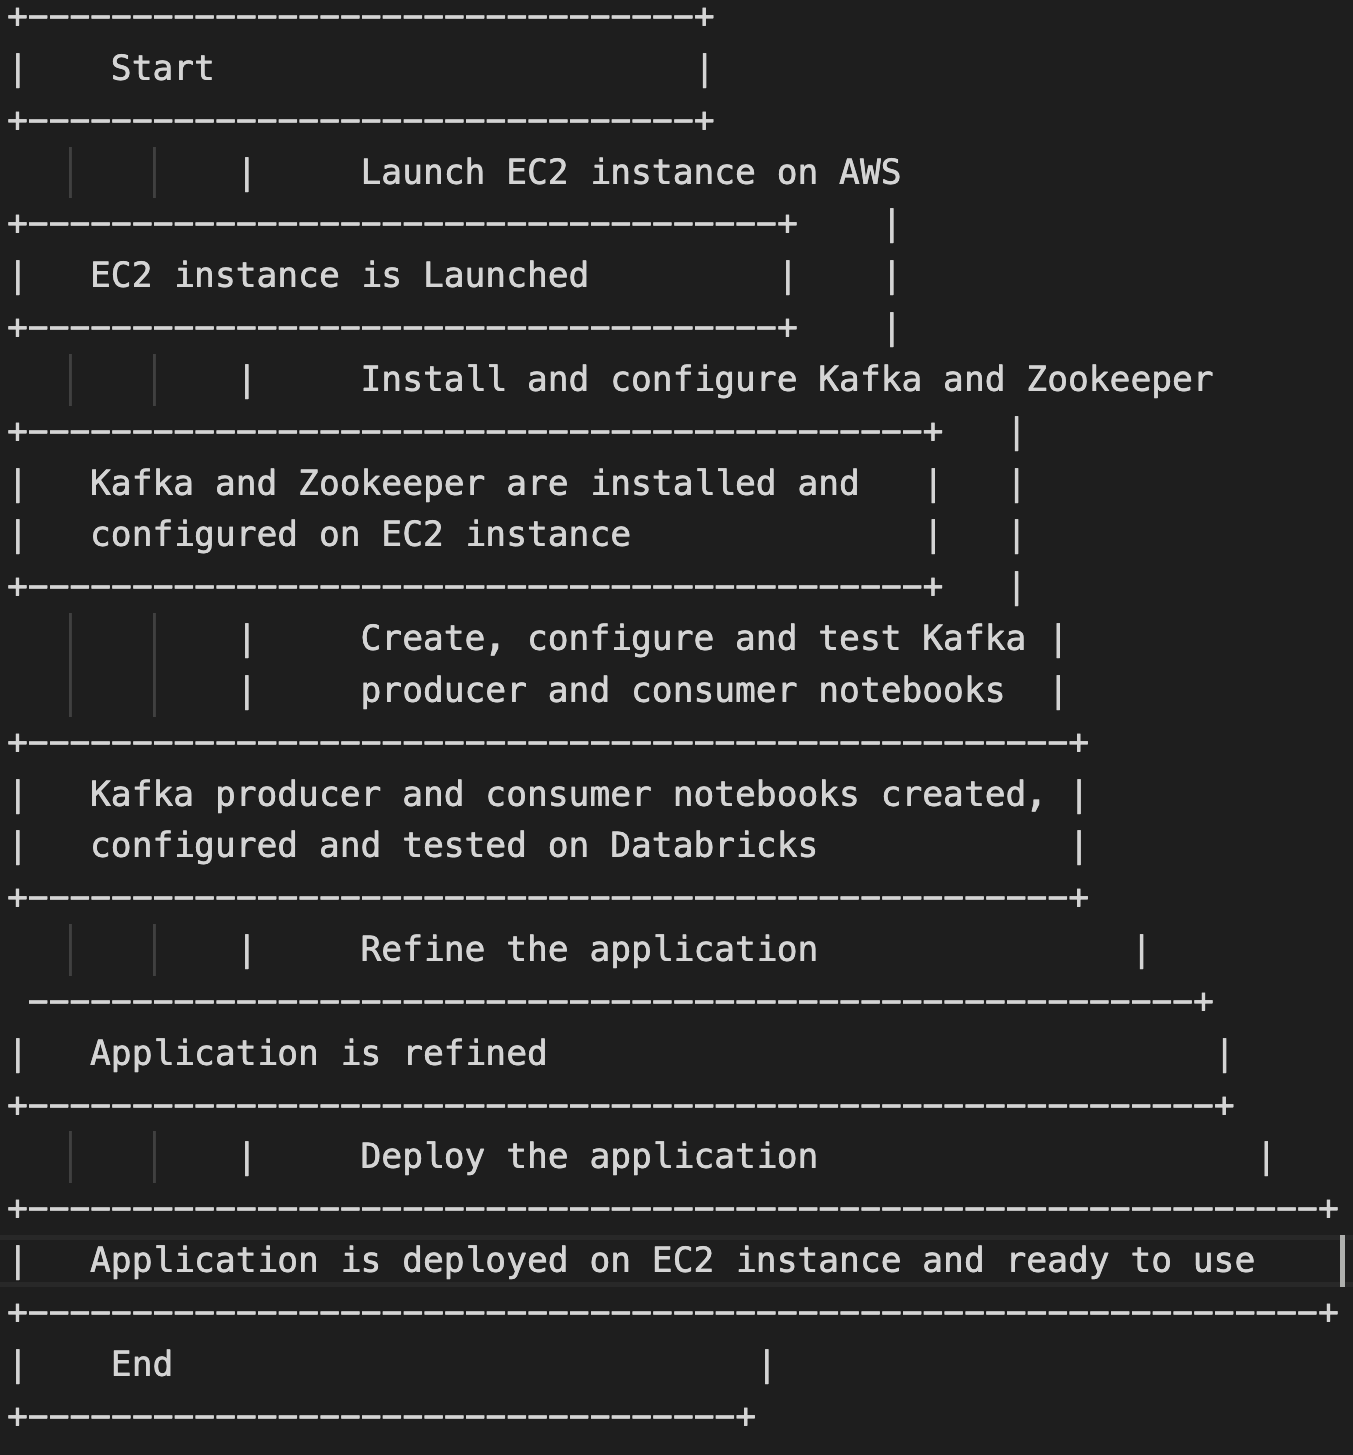 +--------------------------------+
|    Start                       |
+--------------------------------+
           |     Launch EC2 instance on AWS
+------------------------------------+    |
|   EC2 instance is Launched         |    |
+------------------------------------+    |
           |     Install and configure Kafka and Zookeeper
+-------------------------------------------+   |
|   Kafka and Zookeeper are installed and   |   |
|   configured on EC2 instance              |   |
+-------------------------------------------+   |
           |     Create, configure and test Kafka |
           |     producer and consumer notebooks  |
+--------------------------------------------------+
|   Kafka producer and consumer notebooks created, |
|   configured and tested on Databricks            |
+--------------------------------------------------+
           |     Refine the application               |
 --------------------------------------------------------+
|   Application is refined                                |
+---------------------------------------------------------+
           |     Deploy the application                     |
+--------------------------------------------------------------+
|   Application is deployed on EC2 instance and ready to use    |
+--------------------------------------------------------------+
|    End                            |
+----------------------------------+